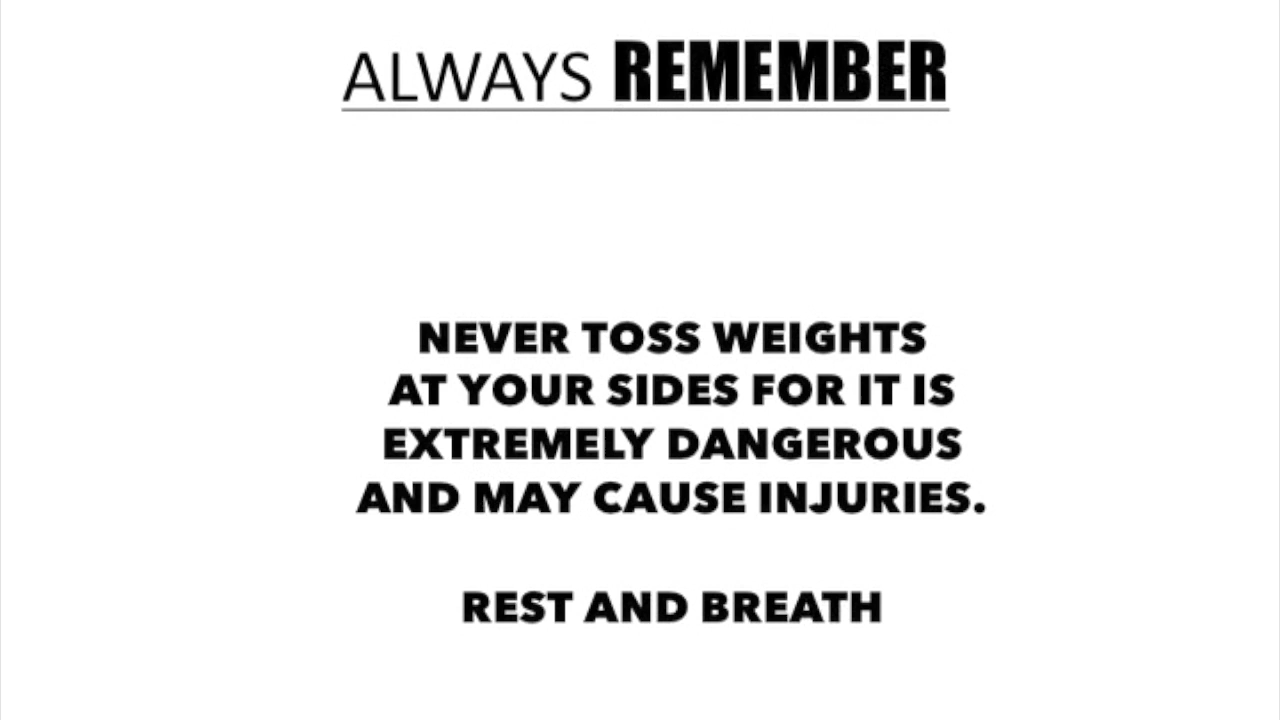 ALWAYS REMEMBER
NEVER TOSS WEIGHTS
AT YOUR SIDES FOR IT IS
EXTREMELY DANGEROUS
AND MAY CAUSE INJURIES.
REST AND BREATH